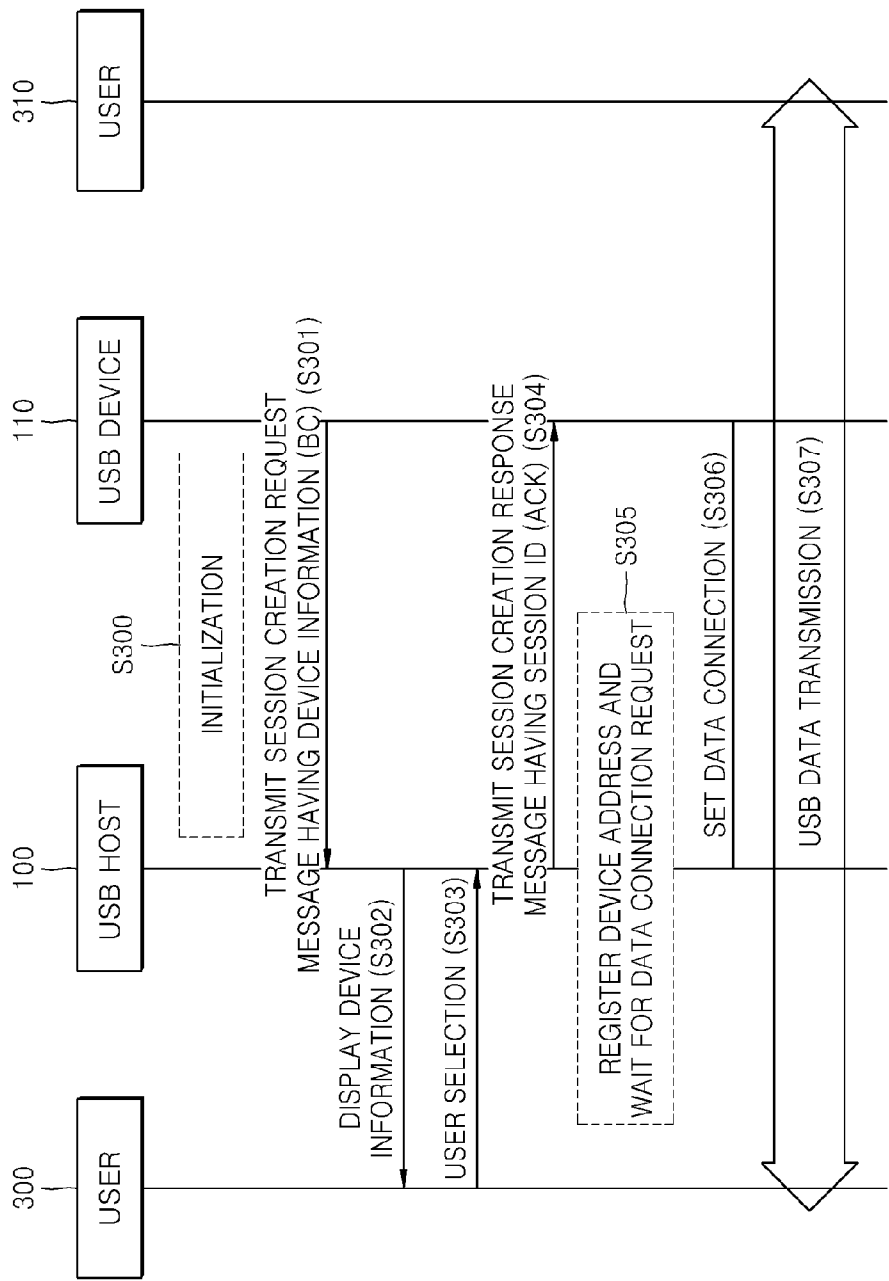 300
100
110
310
USER
USB HOST
USB DEVICE
USER
S300
INITIALIZATION
TRANSMIT SESSION CREATION REQUEST
MESSAGE HAVING DEVICE INFORMATION (BC) (S301)
DISPLAY DEVICE
INFORMATION (S302)
USER SELECTION (S303)
TRANSMIT SESSION CREATION RESPONSE
MESSAGE HAVING SESSION ID (ACK) (S304)
S305
REGISTER DEVICE ADDRESS AND
WAIT FOR DATA CONNECTION REQUEST
SET DATA CONNECTION (S306)
USB DATA TRANSMISSION (S307)